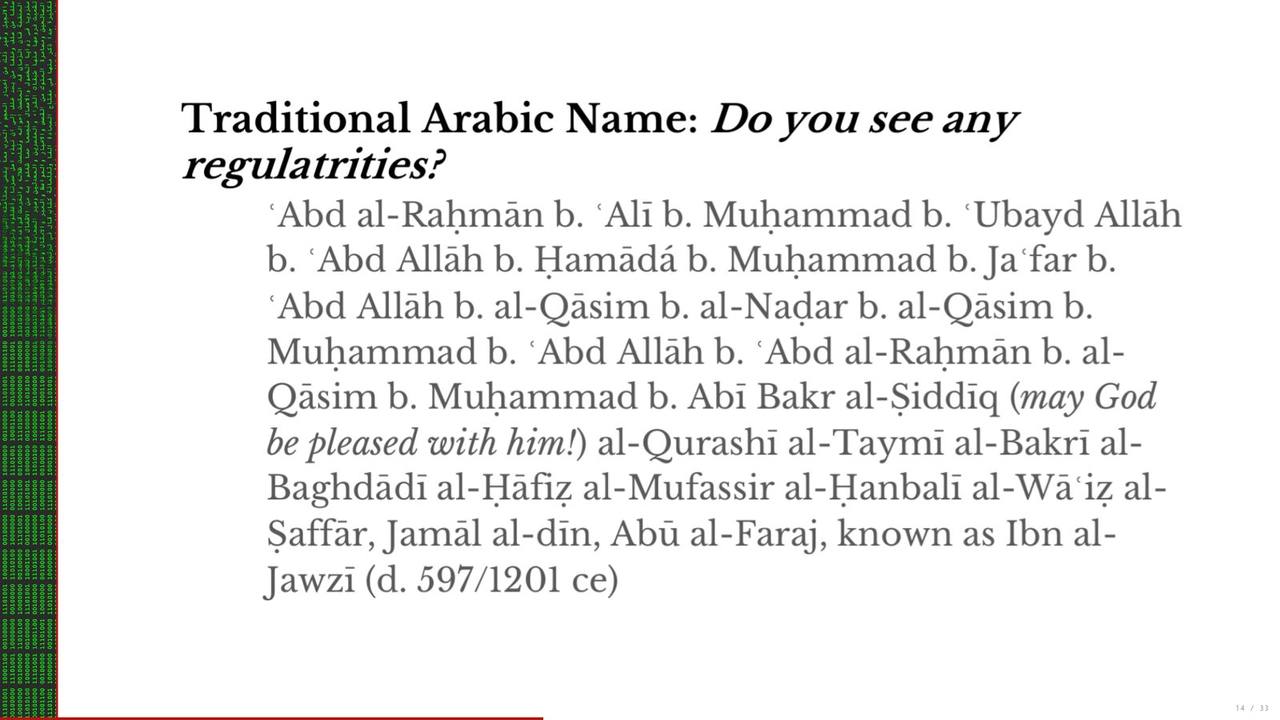 Traditional Arabic Name: Do you see any
regulatrities?
ʿAbd al-Raḥmān b. ʿAlī b. Muḥammad b. ʿUbayd Allāh
b. ʿAbd Allāh b. Ḥamādá b. Muḥammad b. Jaʿfar b.
ʿAbd Allāh b. al-Qāsim b. al-Naḍar b. al-Qāsim b.
Muḥammad b. ʿAbd Allāh b. ʿAbd al-Raḥmān b. al-
Qāsim b. Muḥammad b. Abī Bakr al-Ṣiddīq (may God
be pleased with him!) al-Qurashī al-Taymī al-Bakrī al-
Baghdādī al-Ḥāfiẓ al-Mufassir al-Ḥanbalī al-Wāʿiẓ al-
Ṣaffār, Jamāl al-dīn, Abū al-Faraj, known as Ibn al-
Jawzī (d. 597/1201 ce)
14 / 33